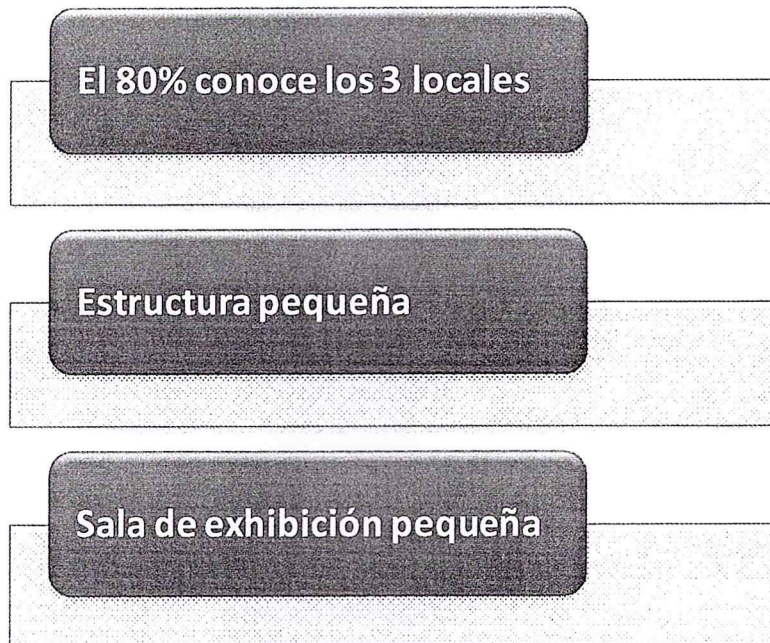 El 80% conoce los 3 locales
Estructura pequeña
Sala de exhibición pequeña